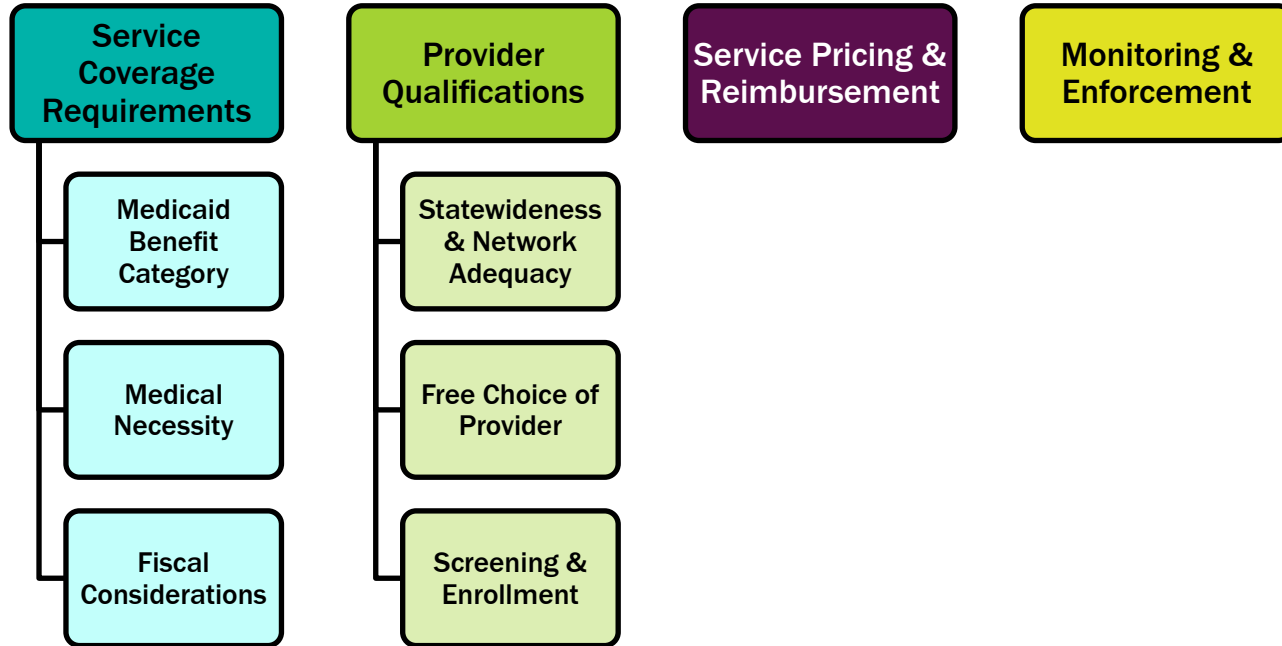 Service
Coverage
Requirements
Medicaid
Benefit
Category
Medical
Necessity
Fiscal
Considerations
Provider
Qualifications
Statewideness
& Network
Adequacy
Free Choice of
Provider
Screening &
Enrollment
Service Pricing &
Reimbursement
Monitoring &
Enforcement